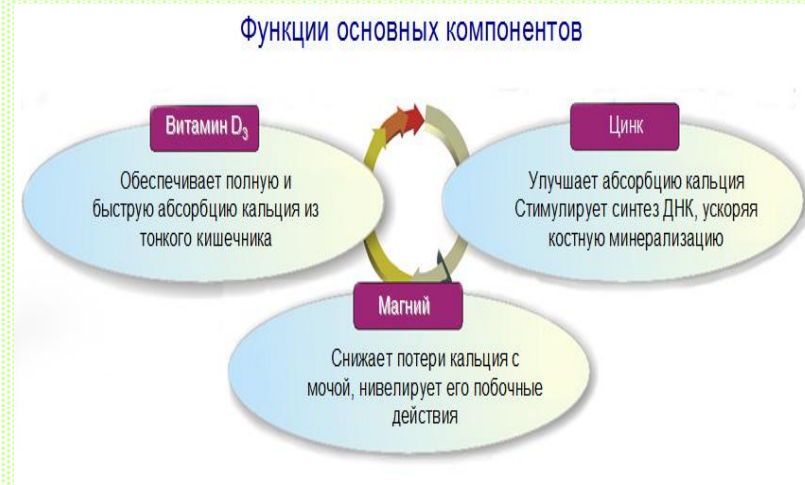 Функции основных компонентов
Витамин D₃
Обеспечивает полную и
быструю абсорбцию кальция из
тонкого кишечника
Цинк
Улучшает абсорбцию кальция
Стимулирует синтез ДНК, ускоряя
костную минерализацию
Магний
Снижает потери кальция с
мочой, нивелирует его побочные
действия